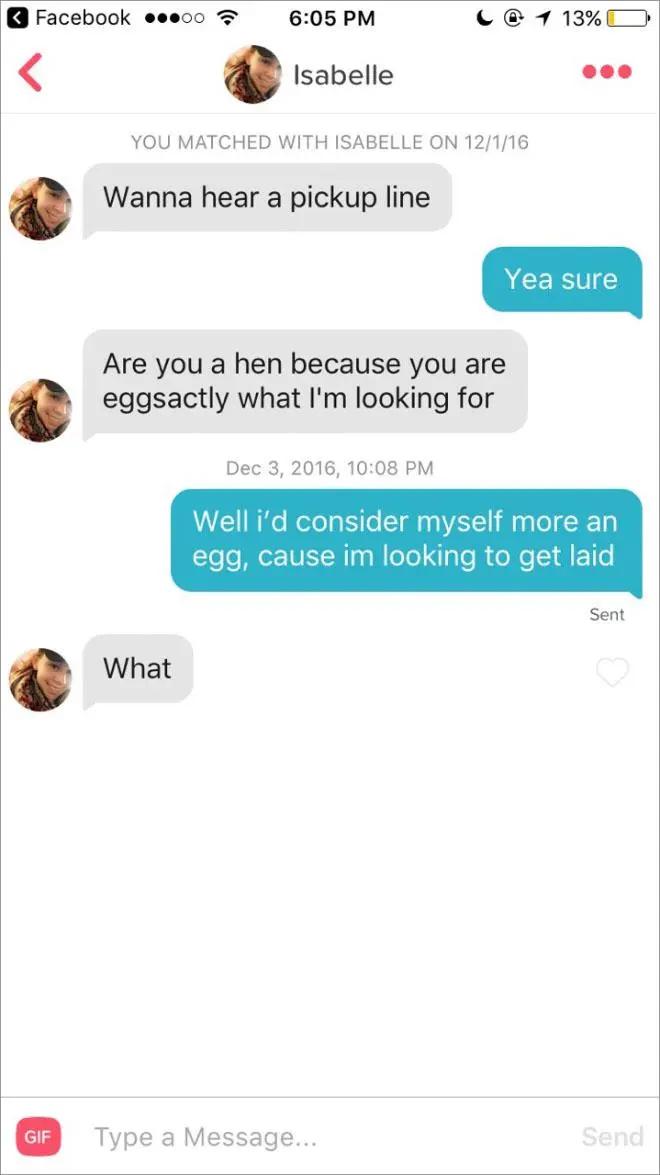 Facebook 6:05 PM 13%
Isabelle
YOU MATCHED WITH ISABELLE ON 12/1/16
Wanna hear a pickup line
Yea sure
Are you a hen because you are
eggsactly what I'm looking for
Dec 3, 2016, 10:08 PM
Well i'd consider myself more an
egg, cause im looking to get laid
Sent
What
GIF Type a Message... Send